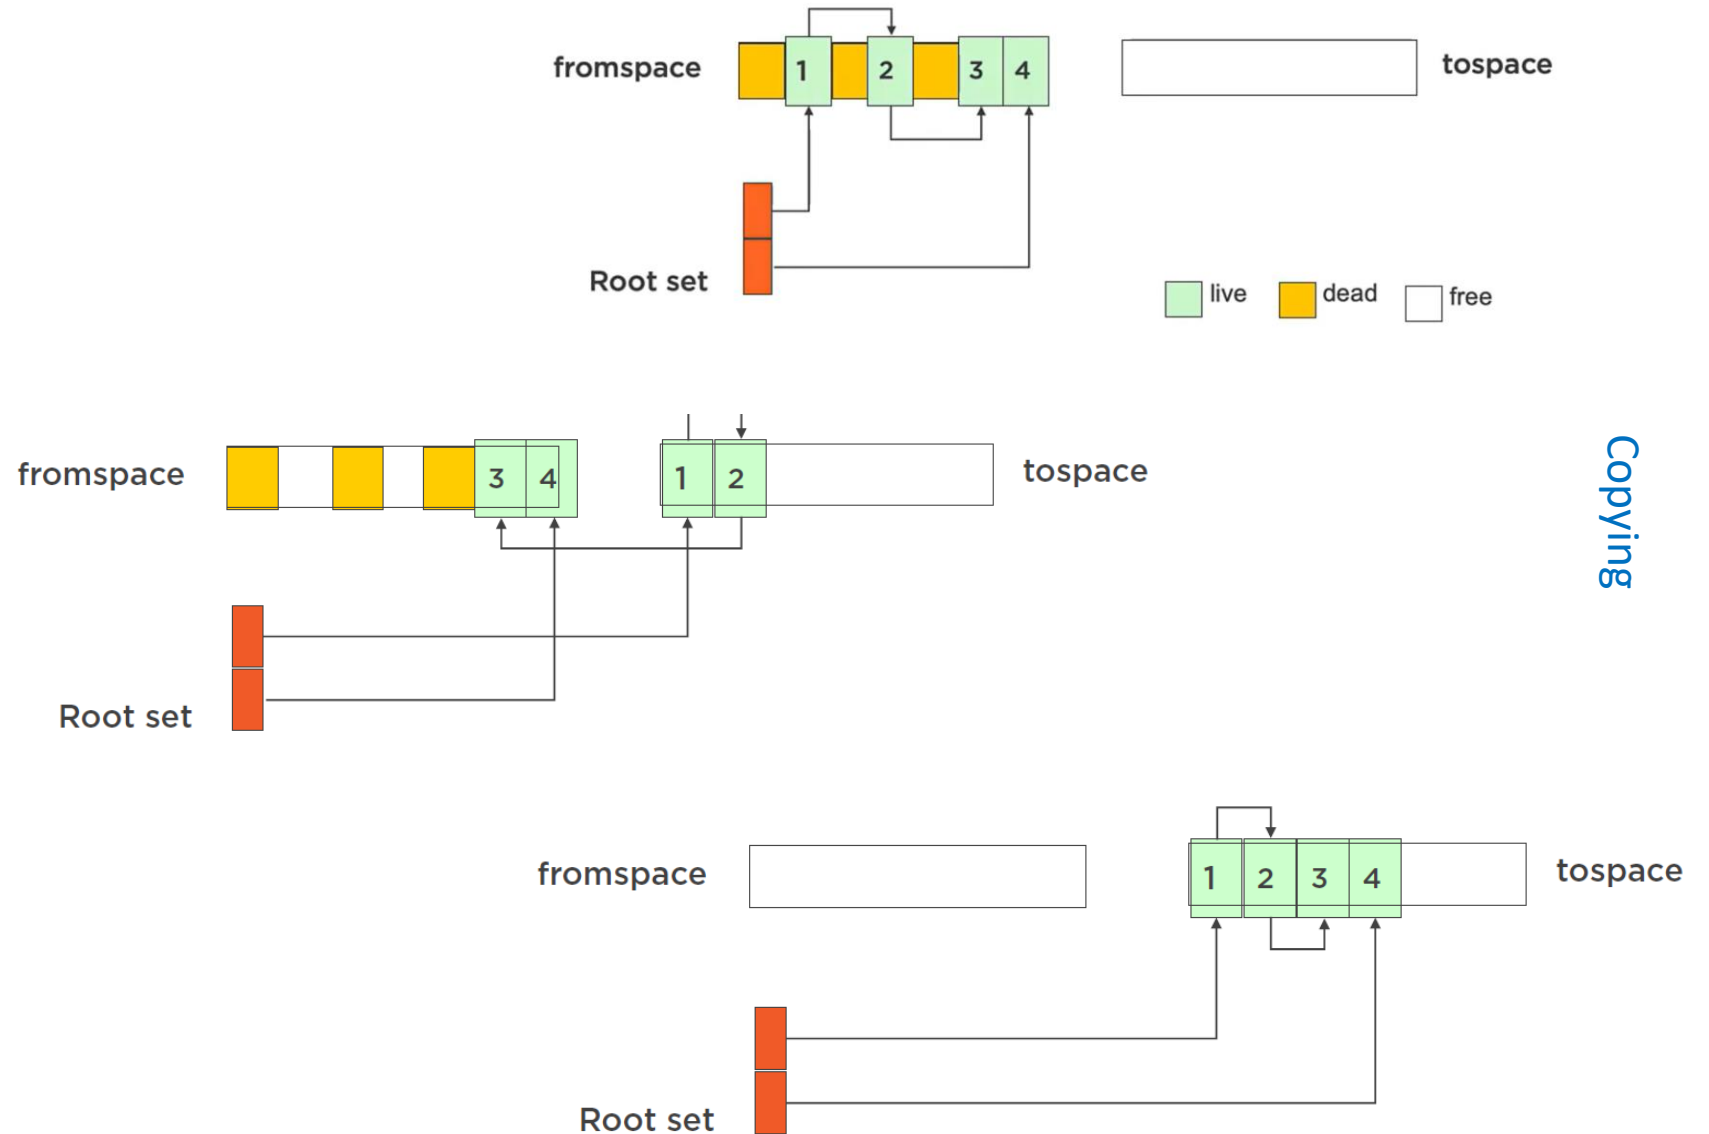 fromspace 1 2 3 4 tospace
Root set
live dead free
fromspace 3 4 1 2 tospace
Copying
Root set
fromspace 1 2 3 4 tospace
Root set